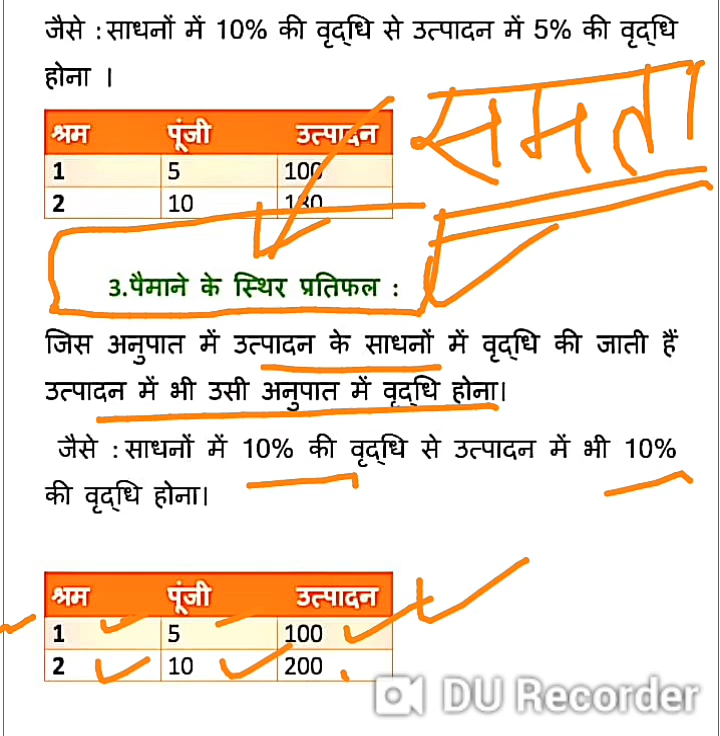 जैसे : साधनों में 10% की वृद्धि से उत्पादन में 5% की वृद्धि
होना ।
समता
श्रम पूंजी उत्पादन
1 5 100
2 10 180
3.पैमाने के स्थिर प्रतिफल :
जिस अनुपात में उत्पादन के साधनों में वृद्धि की जाती हैं
उत्पादन में भी उसी अनुपात में वृद्धि होना।
जैसे : साधनों में 10% की वृद्धि से उत्पादन में भी 10%
की वृद्धि होना।
श्रम पूंजी उत्पादन
1 5 100
2 10 200
DU Recorder